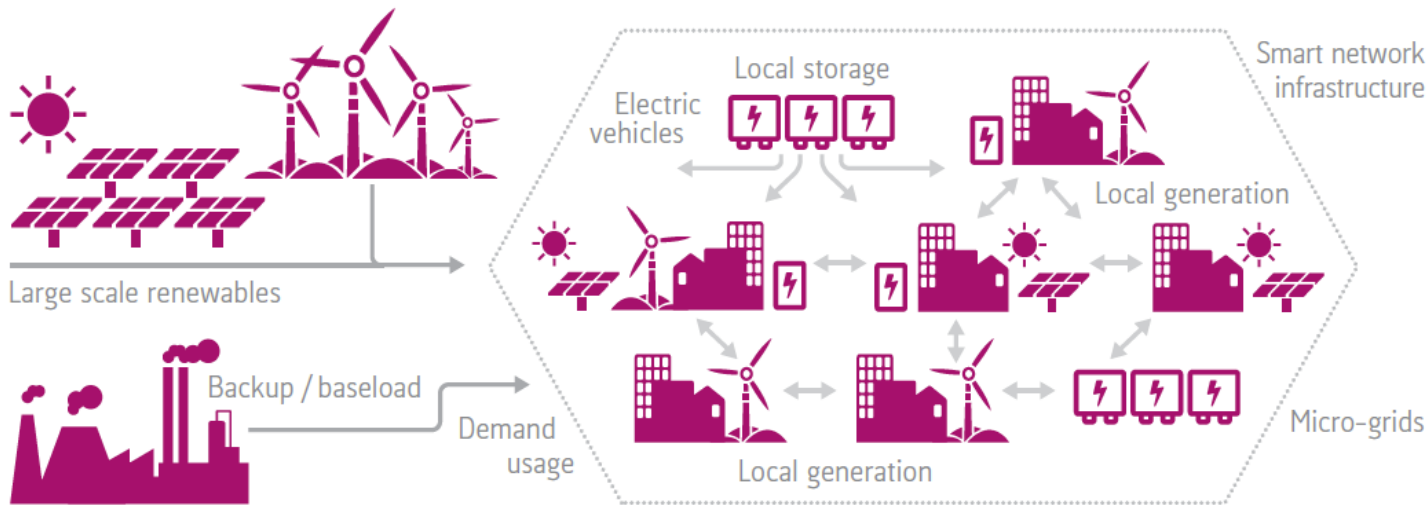 Local storage
Smart network
infrastructure
Electric
vehicles
Local generation
Large scale renewables
Backup / baseload
Demand
usage
Micro-grids
Local generation